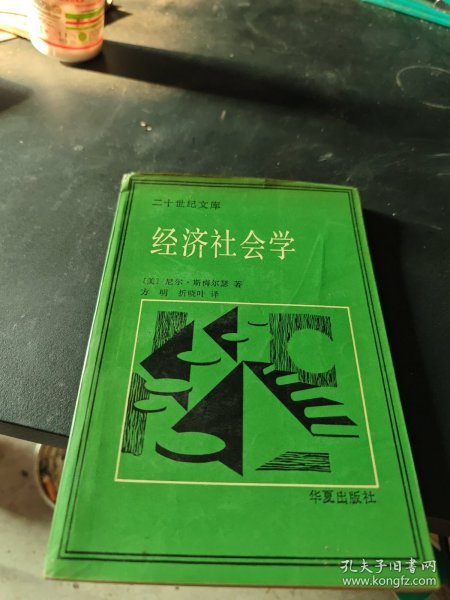 二十世纪文库
经济社会学
〔美〕尼尔·斯梅尔瑟 著
方 明 折晓叶 译
华夏出版社
孔夫子旧书网
www.kongfz.com